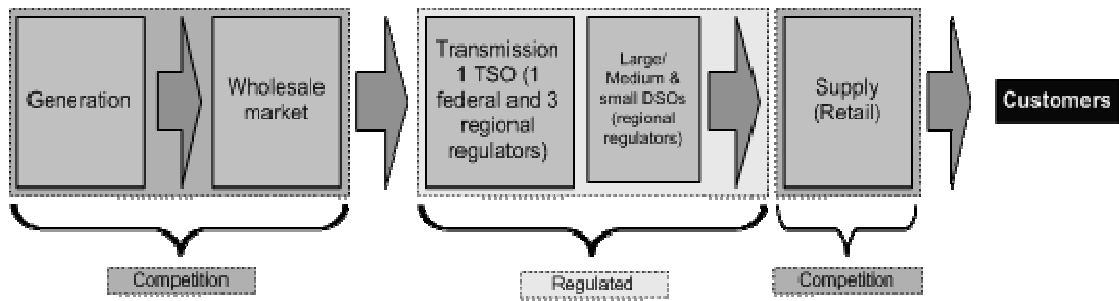 Generation
Wholesale
market
Transmission
1 TSO (1
federal and 3
regional
regulators)
Large/
Medium &
small DSOs
(regional
regulators)
Supply
(Retail)
Customers
Competition
Regulated
Competition